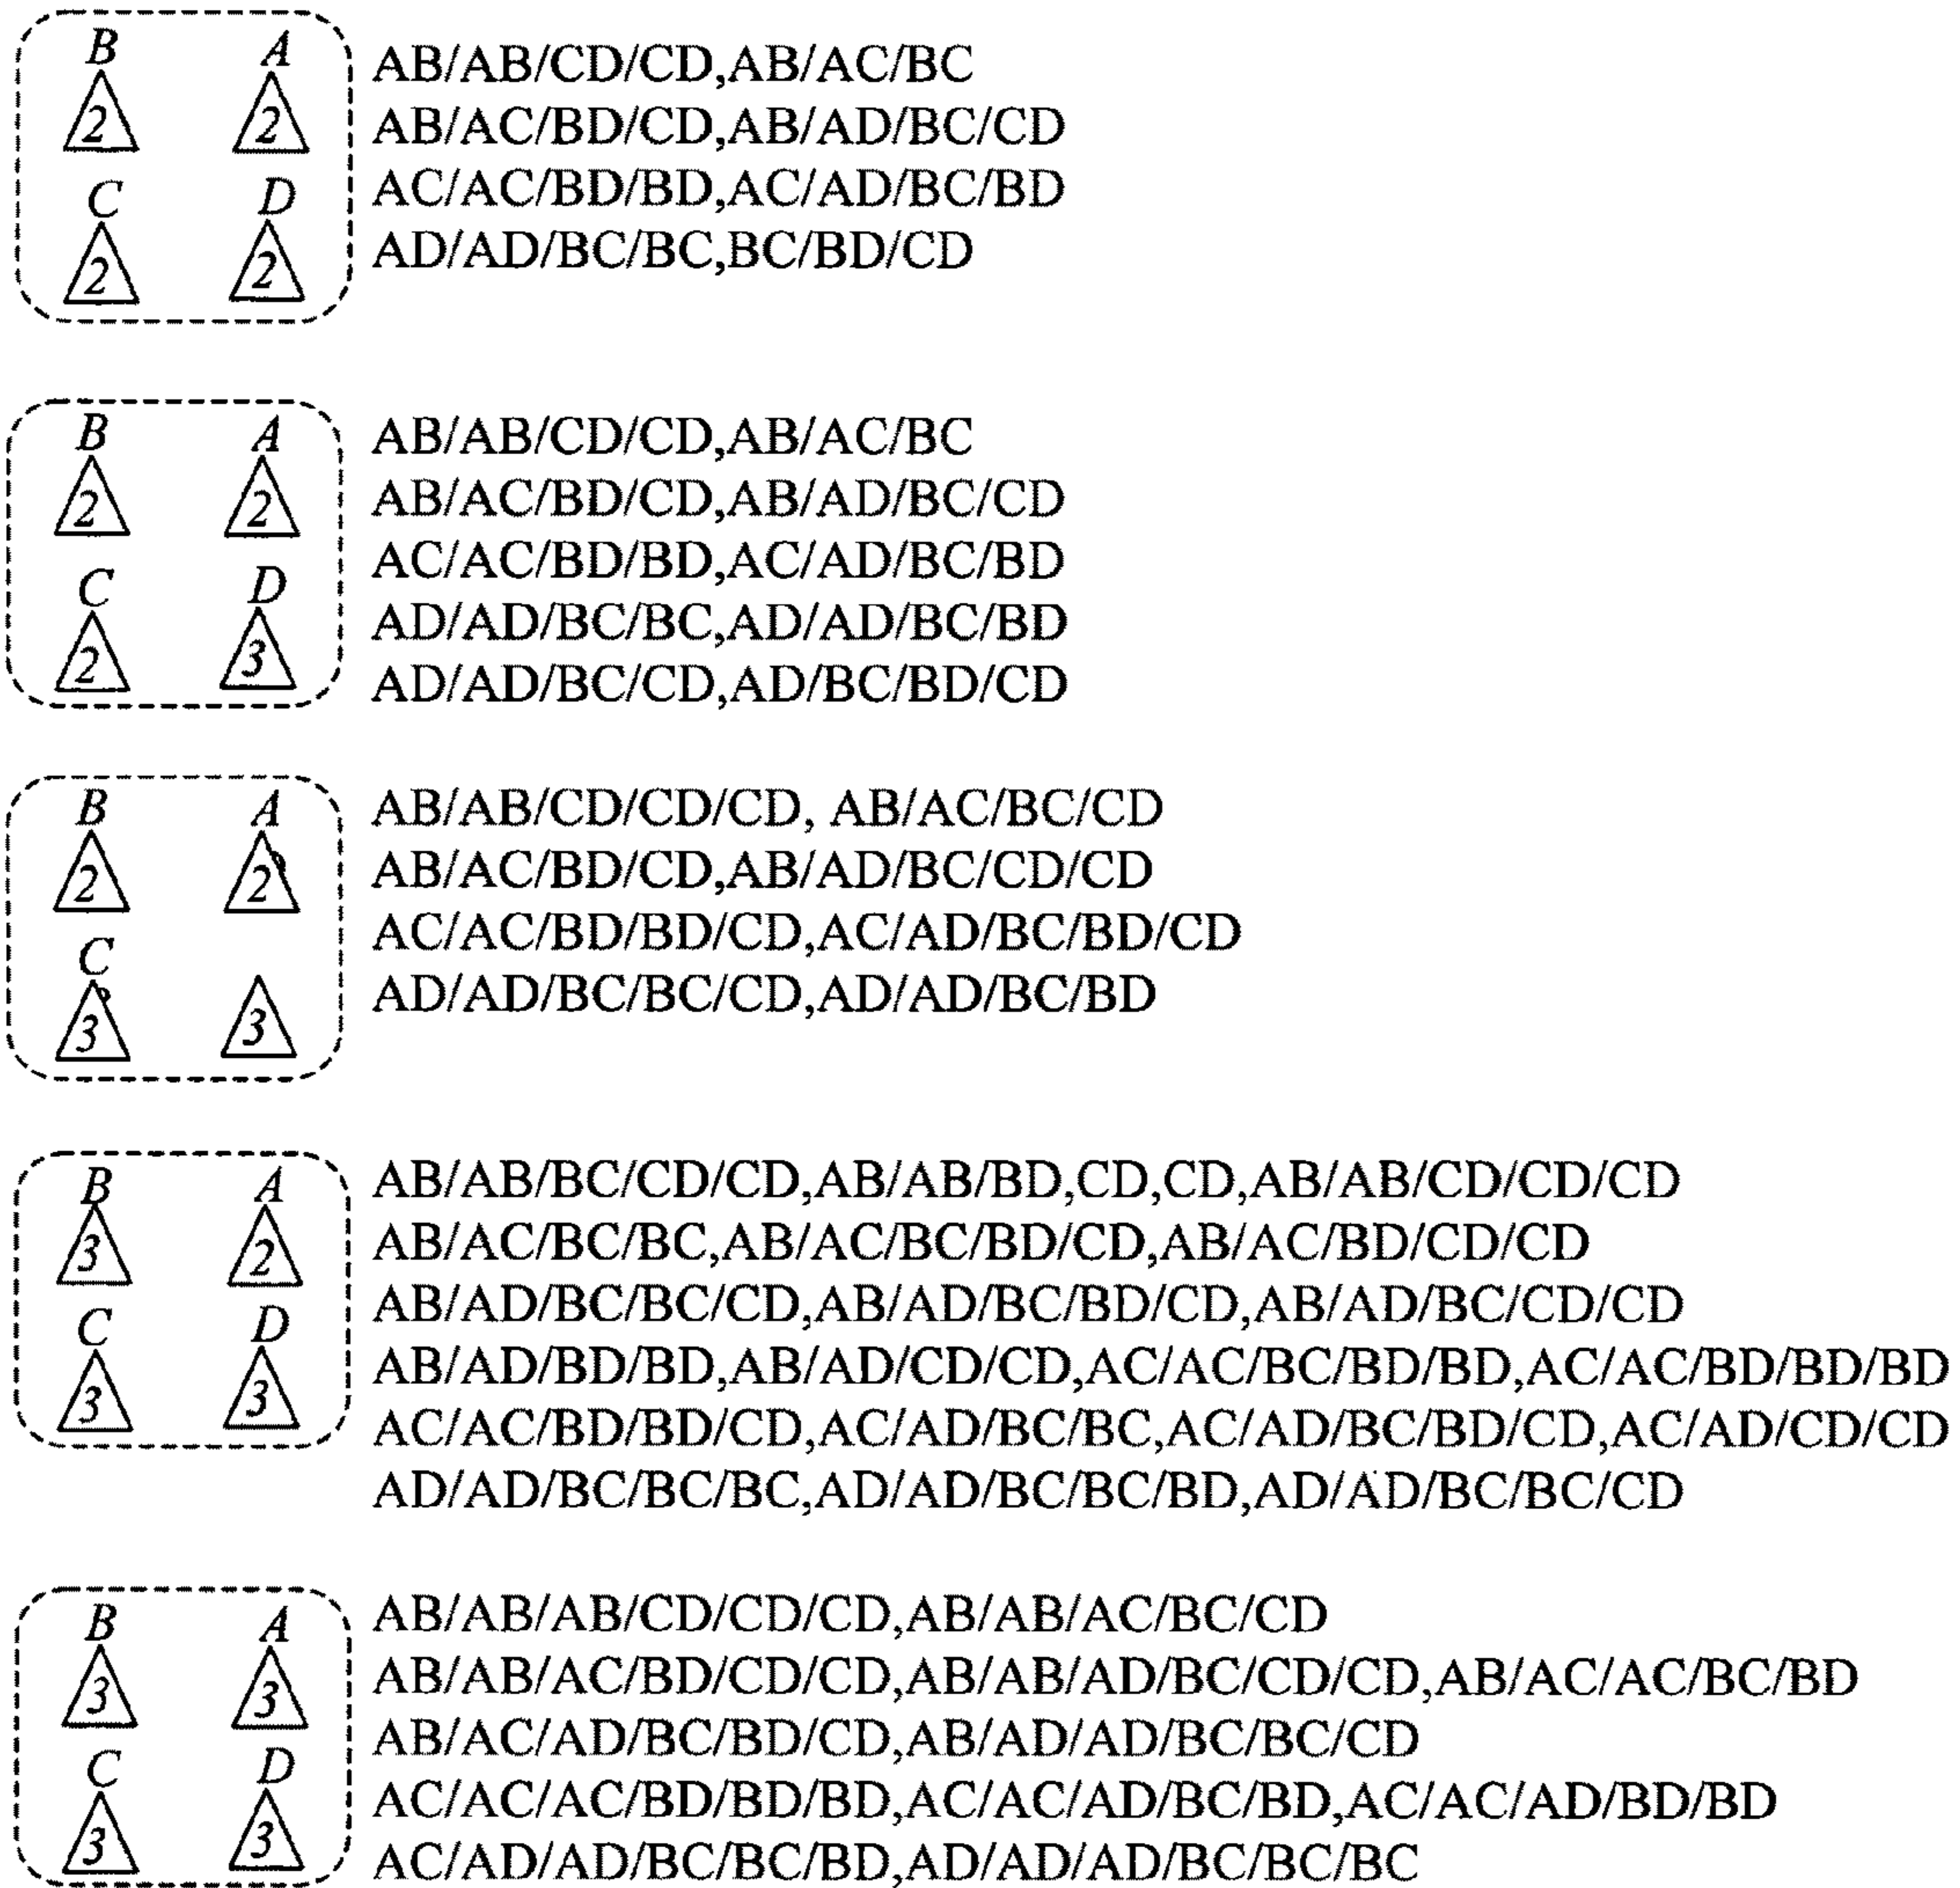 B A
2 2
C D
2 2
AB/AB/CD/CD,AB/AC/BC
AB/AC/BD/CD,AB/AD/BC/CD
AC/AC/BD/BD,AC/AD/BC/BD
AD/AD/BC/BC,BC/BD/CD
B A
2 2
C D
2 3
AB/AB/CD/CD,AB/AC/BC
AB/AC/BD/CD,AB/AD/BC/CD
AC/AC/BD/BD,AC/AD/BC/BD
AD/AD/BC/BC,AD/AD/BC/BD
AD/AD/BC/CD,AD/BC/BD/CD
B A
2 2
C
3 3
AB/AB/CD/CD/CD, AB/AC/BC/CD
AB/AC/BD/CD,AB/AD/BC/CD/CD
AC/AC/BD/BD/CD,AC/AD/BC/BD/CD
AD/AD/BC/BC/CD,AD/AD/BC/BD
B A
3 2
C D
3 3
AB/AB/BC/CD/CD,AB/AB/BD,CD,CD,AB/AB/CD/CD/CD
AB/AC/BC/BC,AB/AC/BC/BD/CD,AB/AC/BD/CD/CD
AB/AD/BC/BC/CD,AB/AD/BC/BD/CD,AB/AD/BC/CD/CD
AB/AD/BD/BD,AB/AD/CD/CD,AC/AC/BC/BD/BD,AC/AC/BD/BD/BD
AC/AC/BD/BD/CD,AC/AD/BC/BC,AC/AD/BC/BD/CD,AC/AD/CD/CD
AD/AD/BC/BC/BC,AD/AD/BC/BC/BD,AD/AD/BC/BC/CD
B A
3 3
C D
3 3
AB/AB/AB/CD/CD/CD,AB/AB/AC/BC/CD
AB/AB/AC/BD/CD/CD,AB/AB/AD/BC/CD/CD,AB/AC/AC/BC/BD
AB/AC/AD/BC/BD/CD,AB/AD/AD/BC/BC/CD
AC/AC/AC/BD/BD/BD,AC/AC/AD/BC/BD,AC/AC/AD/BD/BD
AC/AD/AD/BC/BC/BD,AD/AD/AD/BC/BC/BC